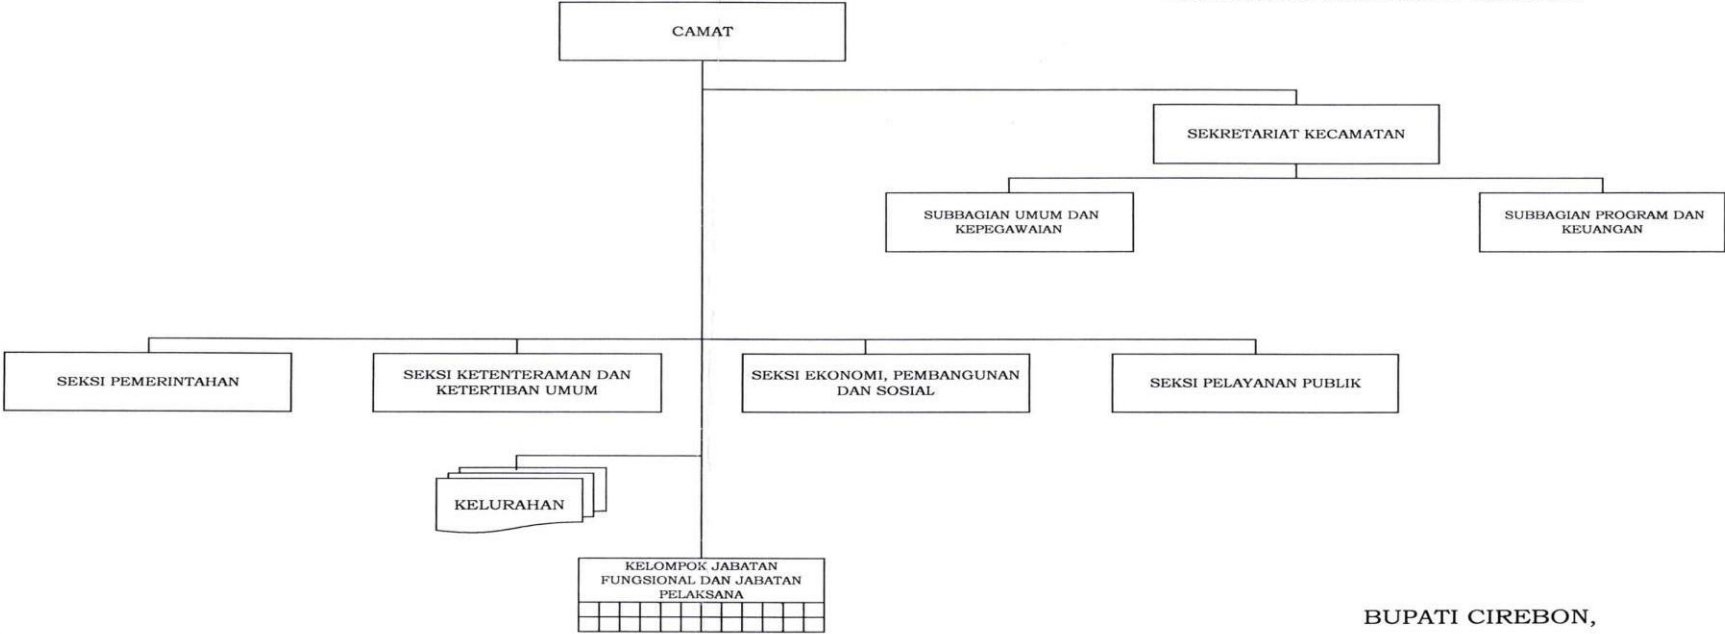 CAMAT
SEKRETARIAT KECAMATAN
SUBBAGIAN UMUM DAN
KEPEGAWAIAN
SUBBAGIAN PROGRAM DAN
KEUANGAN
SEKSI PEMERINTAHAN
SEKSI KETENTERAMAN DAN
KETERTIBAN UMUM
SEKSI EKONOMI, PEMBANGUNAN
DAN SOSIAL
SEKSI PELAYANAN PUBLIK
KELURAHAN
KELOMPOK JABATAN
FUNGSIONAL DAN JABATAN
PELAKSANA
BUPATI CIREBON,